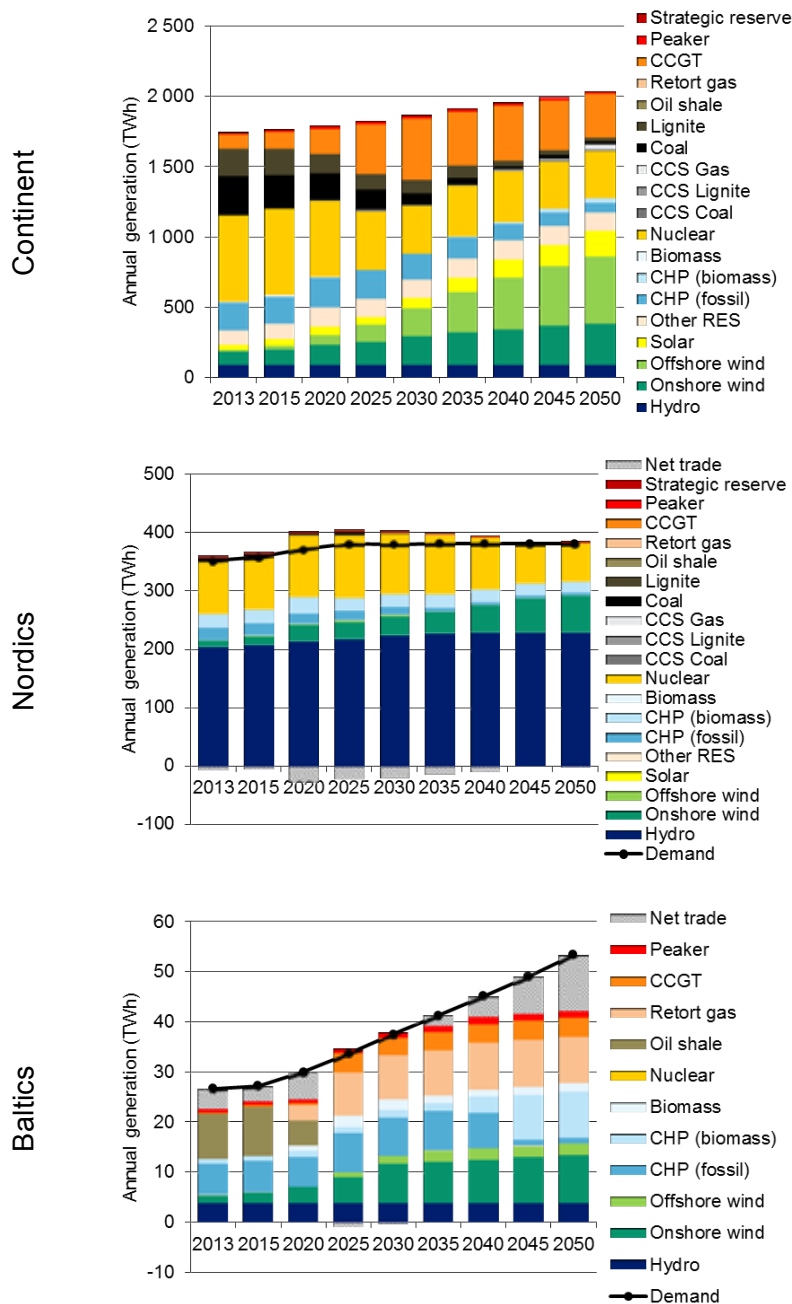 Continent
Annual generation (TWh)
2 500
2 000
1 500
1 000
500
0
2013 2015 2020 2025 2030 2035 2040 2045 2050
Strategic reserve
Peaker
CCGT
Retort gas
Oil shale
Lignite
Coal
CCS Gas
CCS Lignite
CCS Coal
Nuclear
Biomass
CHP (biomass)
CHP (fossil)
Other RES
Solar
Offshore wind
Onshore wind
Hydro
Nordics
Annual generation (TWh)
500
400
300
200
100
0
-100
2013 2015 2020 2025 2030 2035 2040 2045 2050
Net trade
Strategic reserve
Peaker
CCGT
Retort gas
Oil shale
Lignite
Coal
CCS Gas
CCS Lignite
CCS Coal
Nuclear
Biomass
CHP (biomass)
CHP (fossil)
Other RES
Solar
Offshore wind
Onshore wind
Hydro
Demand
Baltics
Annual generation (TWh)
60
50
40
30
20
10
0
-10
2013 2015 2020 2025 2030 2035 2040 2045 2050
Net trade
Peaker
CCGT
Retort gas
Oil shale
Nuclear
Biomass
CHP (biomass)
CHP (fossil)
Offshore wind
Onshore wind
Hydro
Demand